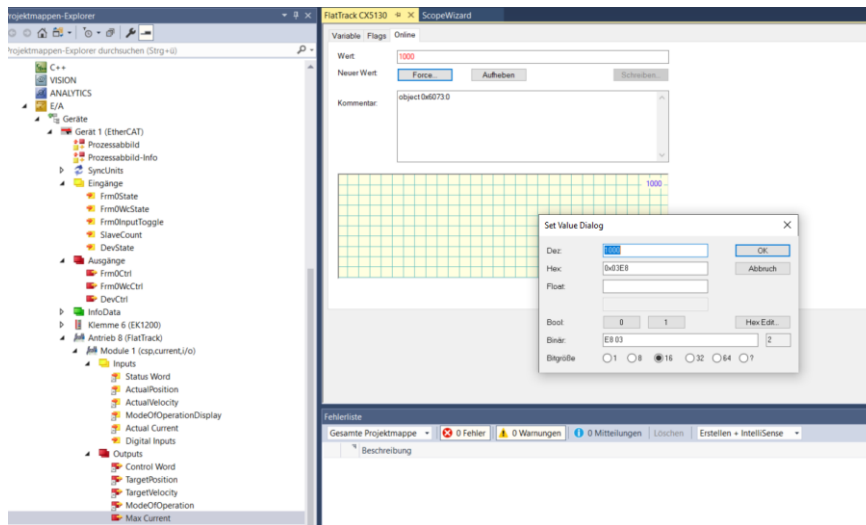 Projektmappen-Explorer
Projektmappen-Explorer durchsuchen (Strg+ü)
C++
VISION
ANALYTICS
E/A
Geräte
Gerät 1 (EtherCAT)
Prozessabbild
Prozessabbild-Info
SyncUnits
Eingänge
Frm0State
Frm0WcState
Frm0InputToggle
SlaveCount
DevState
Ausgänge
Frm0Ctrl
Frm0WcCtrl
DevCtrl
InfoData
Klemme 6 (EK1200)
Antrieb 8 (FlatTrack)
Module 1 (csp,current,i/o)
Inputs
Status Word
ActualPosition
ActualVelocity
ModeOfOperationDisplay
Actual Current
Digital Inputs
Outputs
Control Word
TargetPosition
TargetVelocity
ModeOfOperation
Max Current
FlatTrack CX5130 ScopeWizard
Variable Flags Online
Wert: 1000
Neuer Wert: Force... Aufheben Schreiben...
Kommentar: object 0x6073:0
1000
Set Value Dialog
Dez: 1000 OK
Hex: 0x03E8 Abbruch
Float:
Bool: 0 1 Hex Edit...
Binär: E8 03 2
Bitgröße 1 8 16 32 64 ?
Fehlerliste
Gesamte Projektmappe 0 Fehler 0 Warnungen 0 Mitteilungen Löschen Erstellen + IntelliSense
Beschreibung